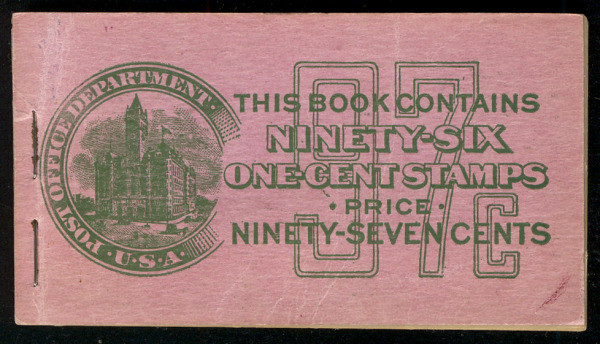 POST OFFICE DEPARTMENT
· U · S · A ·
THIS BOOK CONTAINS
NINETY-SIX
ONE-CENT STAMPS
· PRICE ·
NINETY-SEVEN CENTS
97c